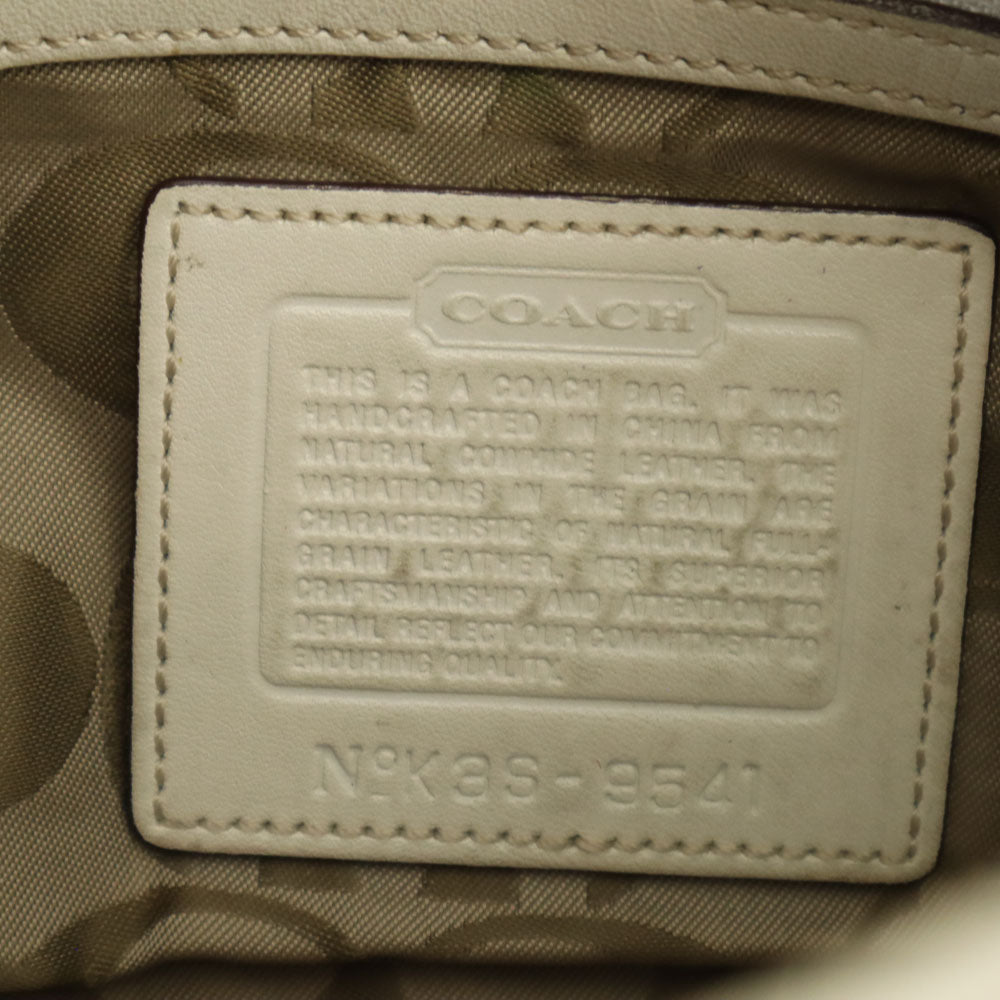 COACH
THIS IS A COACH BAG. IT WAS
HANDCRAFTED IN CHINA FROM
NATURAL COWHIDE LEATHER. THE
VARIATIONS IN THE GRAIN ARE
CHARACTERISTIC OF NATURAL FULL-
GRAIN LEATHER. ITS SUPERIOR
CRAFTSMANSHIP AND ATTENTION TO
DETAIL REFLECT OUR COMMITMENT TO
ENDURING QUALITY.
No. K3S-9541